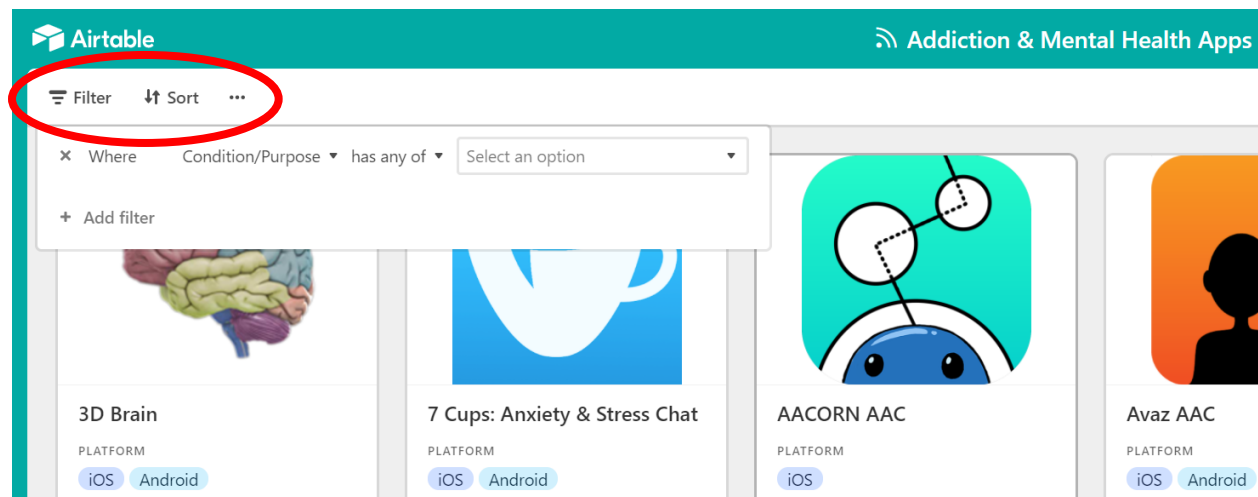 Airtable
Addiction & Mental Health Apps
Filter Sort ...
× Where Condition/Purpose has any of Select an option
+ Add filter
3D Brain
PLATFORM
iOS Android
7 Cups: Anxiety & Stress Chat
PLATFORM
iOS Android
AACORN AAC
PLATFORM
iOS
Avaz AAC
PLATFORM
iOS Android